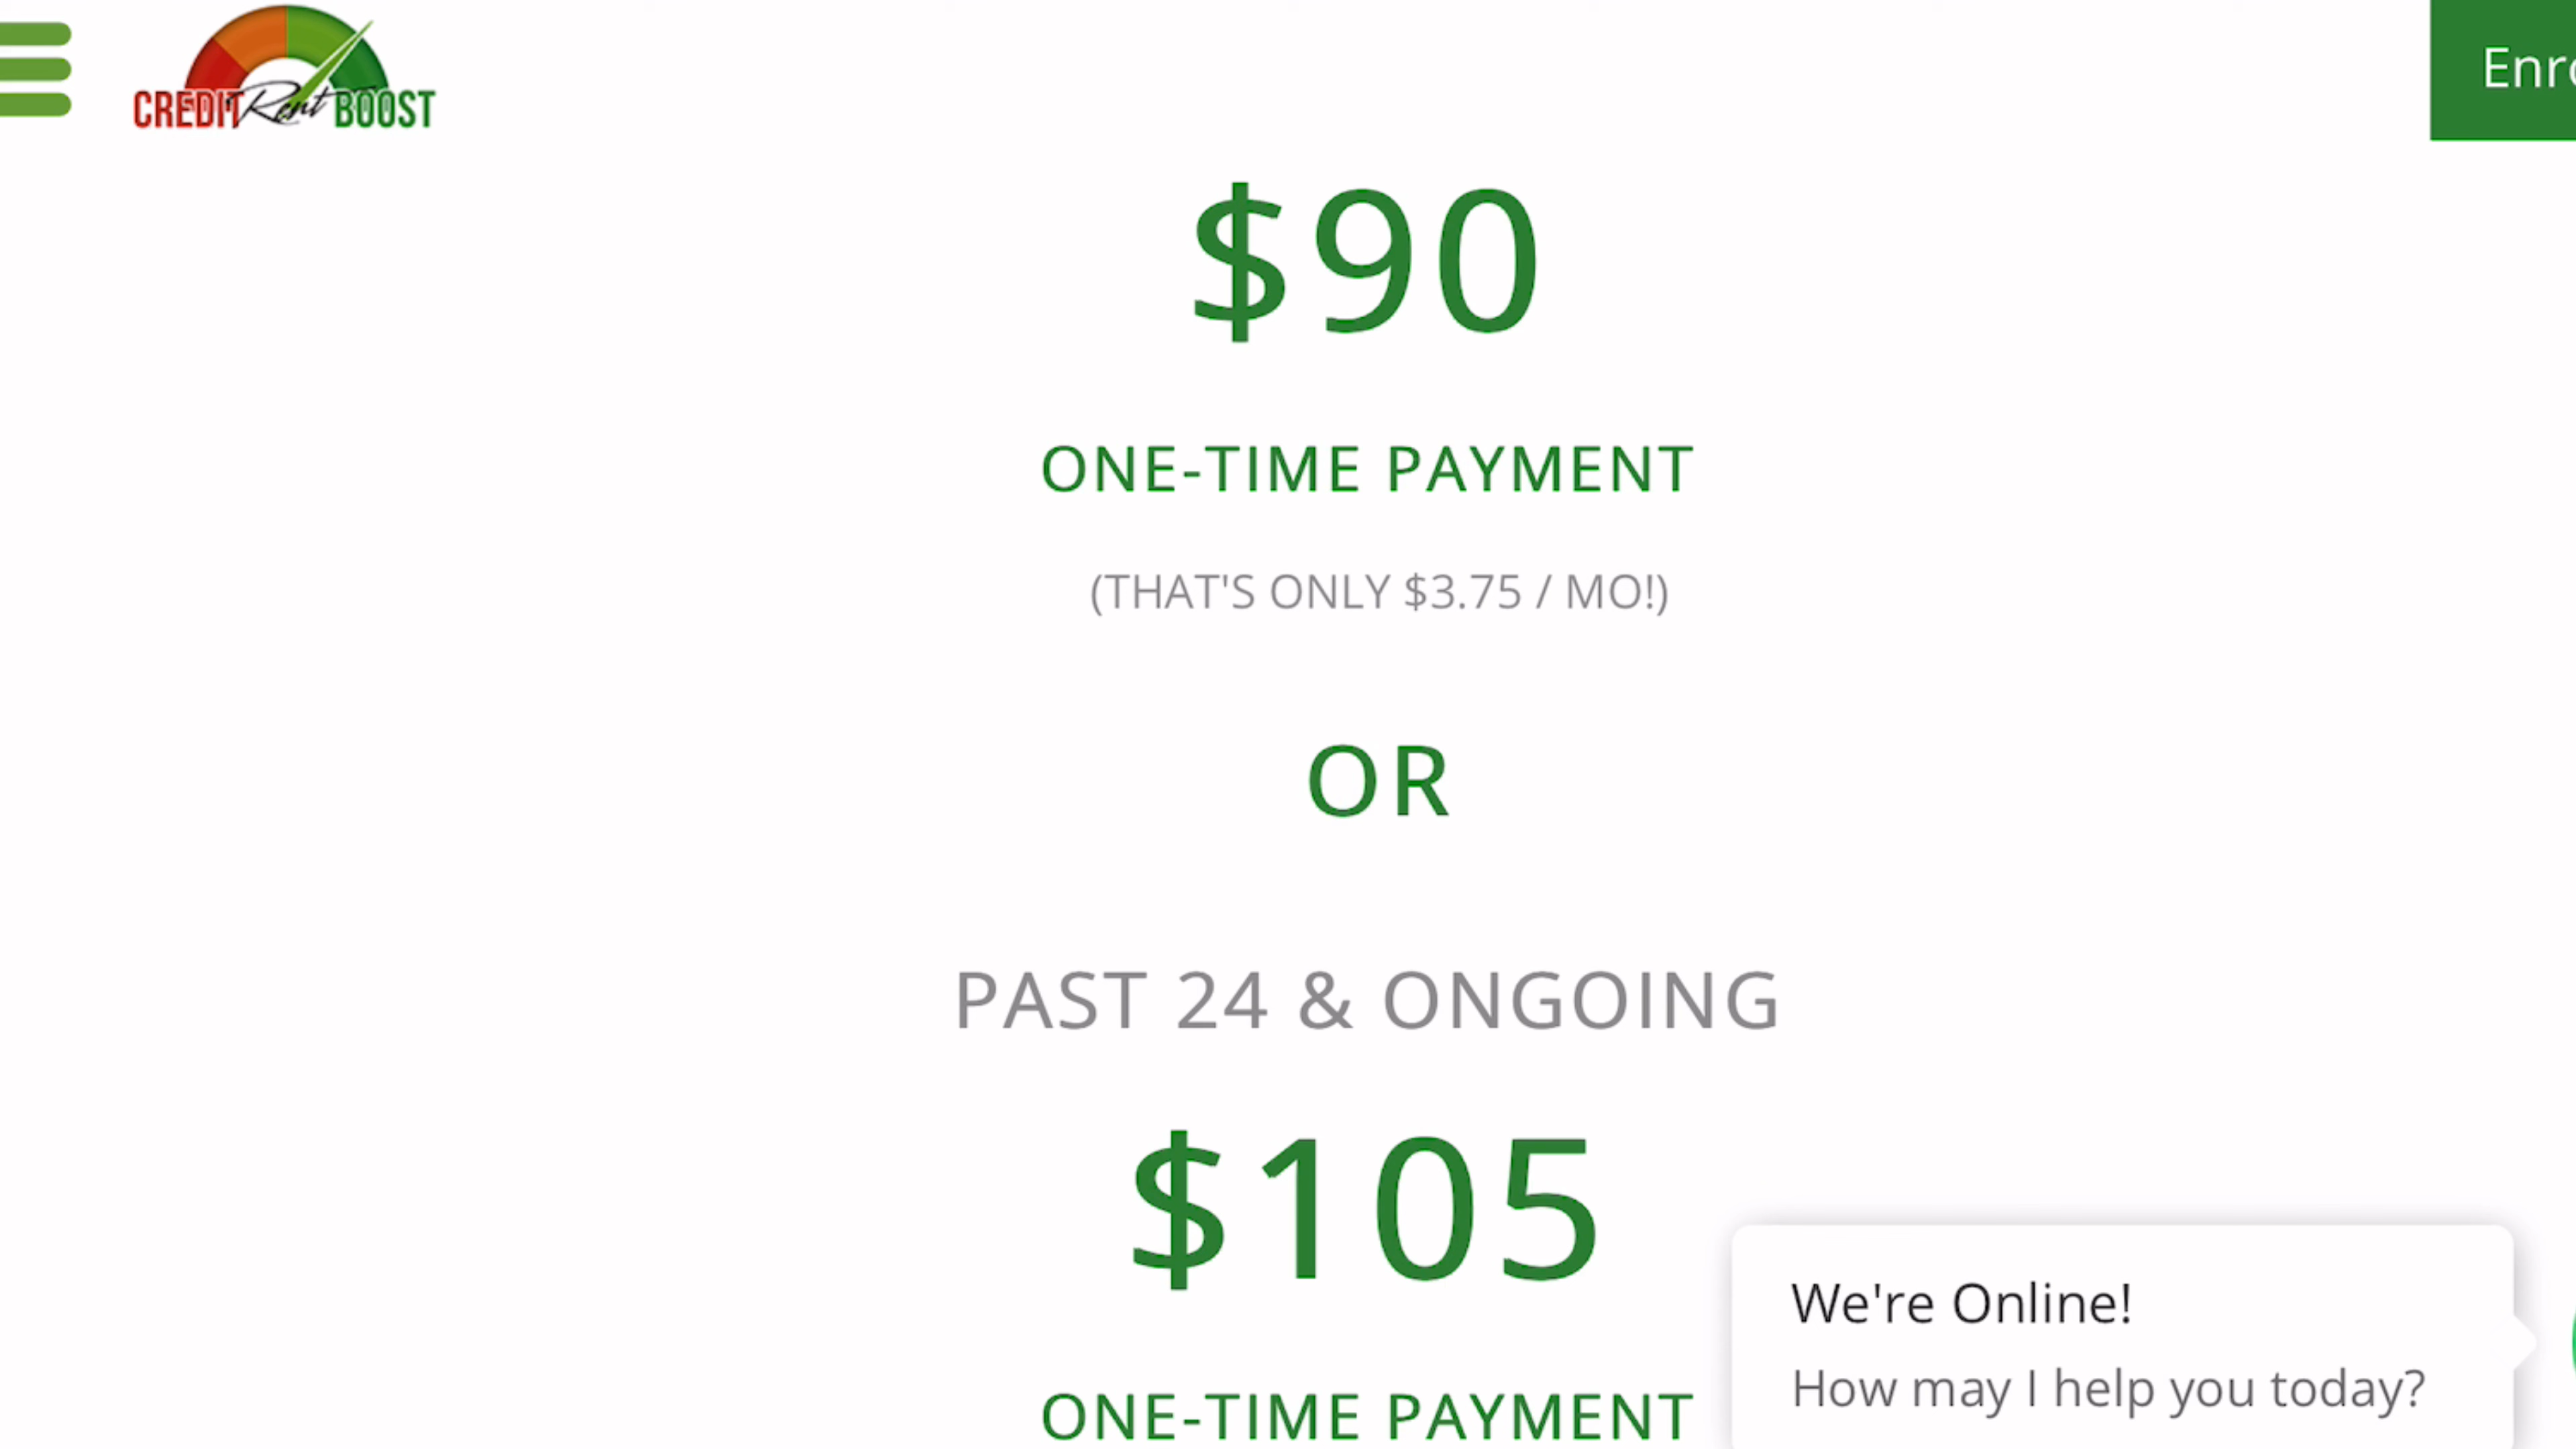 CREDIT Rent BOOST
Enro
$90
ONE-TIME PAYMENT
(THAT'S ONLY $3.75 / MO!)
OR
PAST 24 & ONGOING
$105
ONE-TIME PAYMENT
We're Online!
How may I help you today?